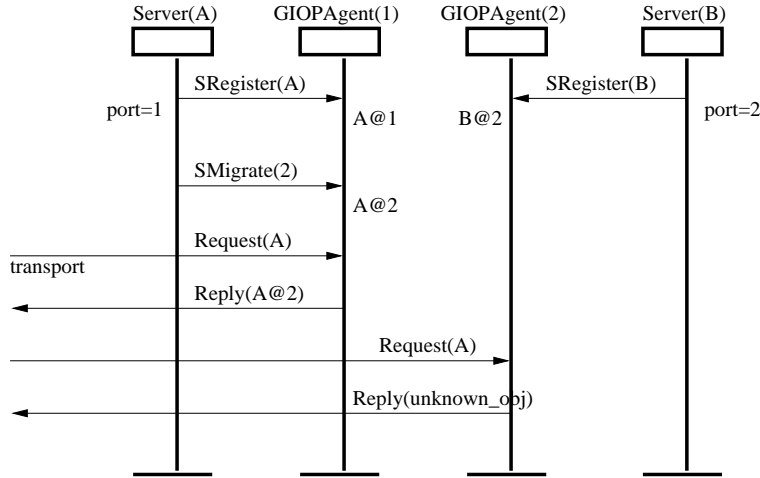 Server(A) GIOPAgent(1) GIOPAgent(2) Server(B)
SRegister(A) SRegister(B)
port=1 A@1 B@2 port=2
SMigrate(2)
A@2
Request(A)
transport
Reply(A@2)
Request(A)
Reply(unknown_obj)